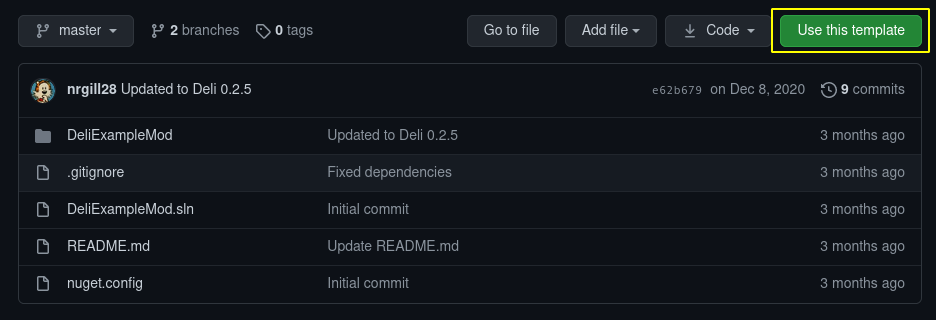 master 2 branches 0 tags Go to file Add file Code Use this template
nrgill28 Updated to Deli 0.2.5 e62b679 on Dec 8, 2020 9 commits
DeliExampleMod Updated to Deli 0.2.5 3 months ago
.gitignore Fixed dependencies 3 months ago
DeliExampleMod.sln Initial commit 3 months ago
README.md Update README.md 3 months ago
nuget.config Initial commit 3 months ago